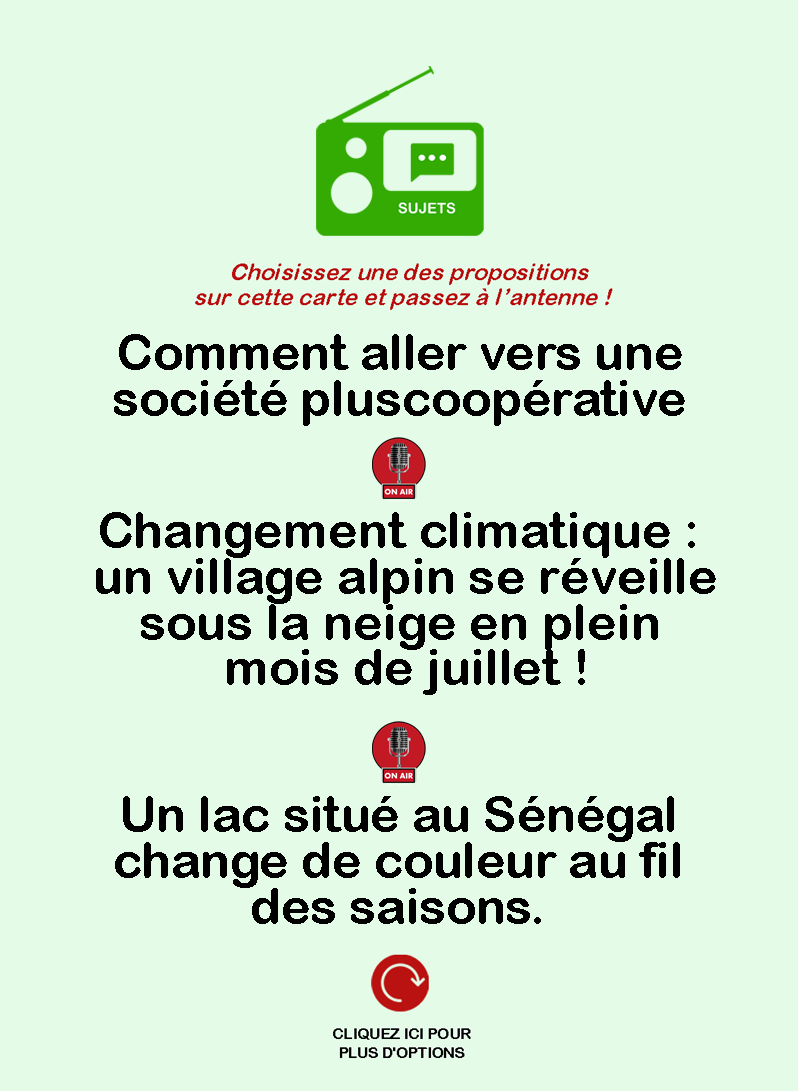 SUJETS
Choisissez une des propositions
sur cette carte et passez à l'antenne !
Comment aller vers une
société pluscoopérative
ON AIR
Changement climatique :
un village alpin se réveille
sous la neige en plein
mois de juillet !
ON AIR
Un lac situé au Sénégal
change de couleur au fil
des saisons.
CLIQUEZ ICI POUR
PLUS D'OPTIONS